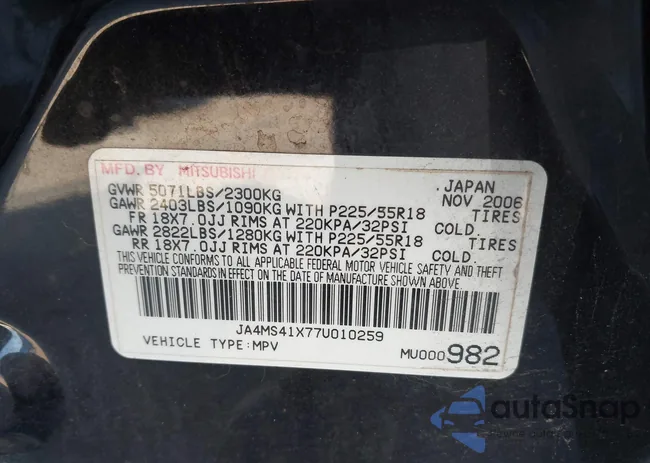 MFD. BY MITSUBISHI JAPAN
GVWR 5071LBS/2300KG NOV 2006
GAWR 2403LBS/1090KG WITH P225/55R18 TIRES
FR 18X7.0JJ RIMS AT 220KPA/32PSI COLD.
GAWR 2822LBS/1280KG WITH P225/55R18 TIRES
RR 18X7.0JJ RIMS AT 220KPA/32PSI COLD.
THIS VEHICLE CONFORMS TO ALL APPLICABLE FEDERAL MOTOR VEHICLE SAFETY AND THEFT
PREVENTION STANDARDS IN EFFECT ON THE DATE OF MANUFACTURE SHOWN ABOVE.
JA4MS41X77U010259
VEHICLE TYPE:MPV MU000982
autaSnap